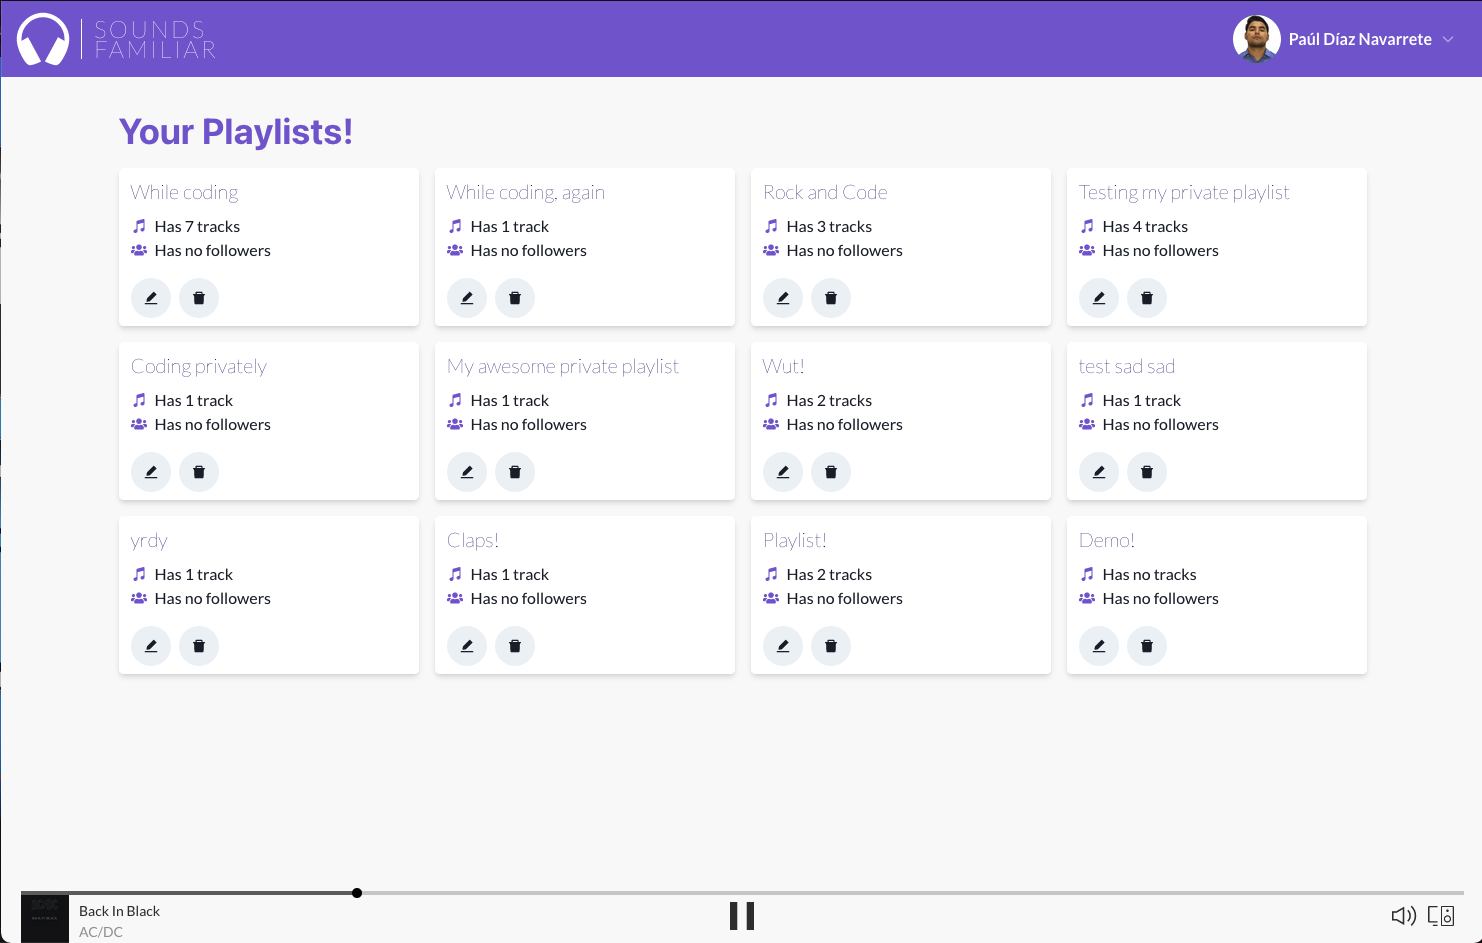 SOUNDS
FAMILIAR
Paúl Díaz Navarrete
Your Playlists!
While coding
Has 7 tracks
Has no followers
While coding, again
Has 1 track
Has no followers
Rock and Code
Has 3 tracks
Has no followers
Testing my private playlist
Has 4 tracks
Has no followers
Coding privately
Has 1 track
Has no followers
My awesome private playlist
Has 1 track
Has no followers
Wut!
Has 2 tracks
Has no followers
test sad sad
Has 1 track
Has no followers
yrdy
Has 1 track
Has no followers
Claps!
Has 1 track
Has no followers
Playlist!
Has 2 tracks
Has no followers
Demo!
Has no tracks
Has no followers
AC/DC
BACK IN BLACK
Back In Black
AC/DC